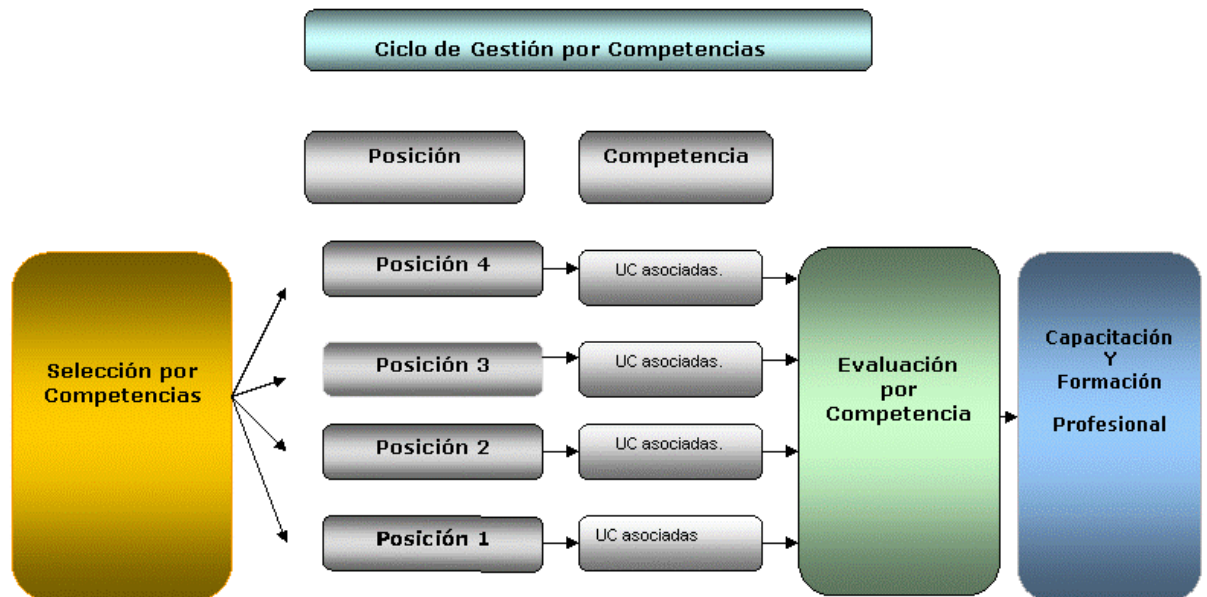 Ciclo de Gestión por Competencias
Posición
Competencia
Selección por
Competencias
Posición 4
UC asociadas.
Posición 3
UC asociadas.
Posición 2
UC asociadas.
Posición 1
UC asociadas
Evaluación
por
Competencia
Capacitación
Y
Formación
Profesional